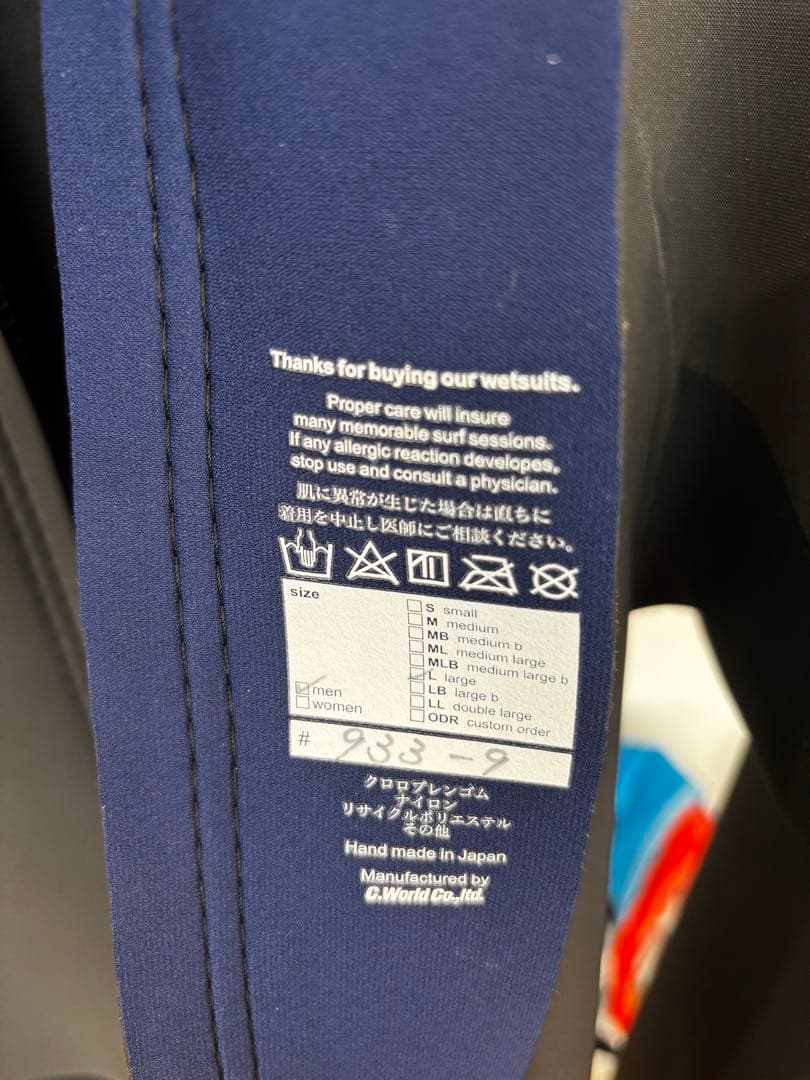 Thanks for buying our wetsuits.
Proper care will insure
many memorable surf sessions.
If any allergic reaction developes,
stop use and consult a physician.
肌に異常が生じた場合は直ちに
着用を中止し医師にご相談ください。
size
S small
M medium
MB medium b
ML medium large
MLB medium large b
L large
LB large b
LL double large
ODR custom order
men
women
# 933-9
クロロプレンゴム
ナイロン
リサイクルポリエステル
その他
Hand made in Japan
Manufactured by
C.World Co.,ltd.